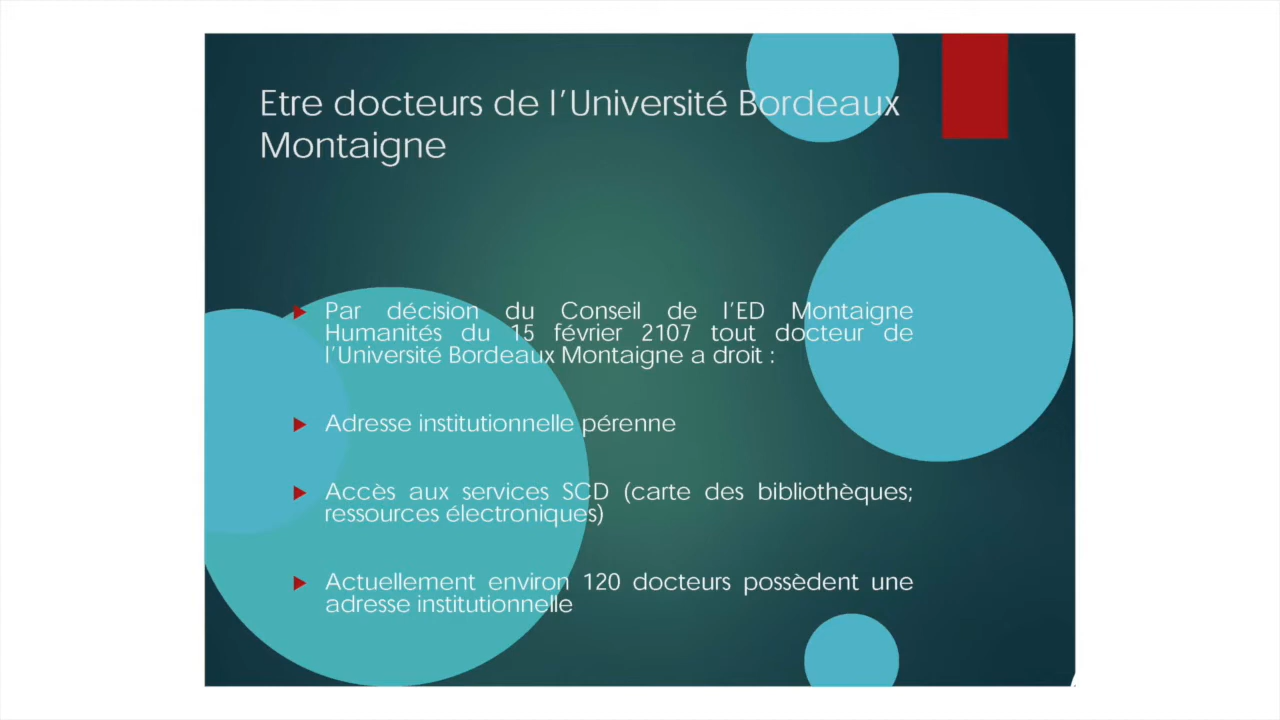 Etre docteurs de l'Université Bordeaux
Montaigne
Par décision du Conseil de l'ED Montaigne
Humanités du 15 février 2107 tout docteur de
l'Université Bordeaux Montaigne a droit :
Adresse institutionnelle pérenne
Accès aux services SCD (carte des bibliothèques;
ressources électroniques)
Actuellement environ 120 docteurs possèdent une
adresse institutionnelle